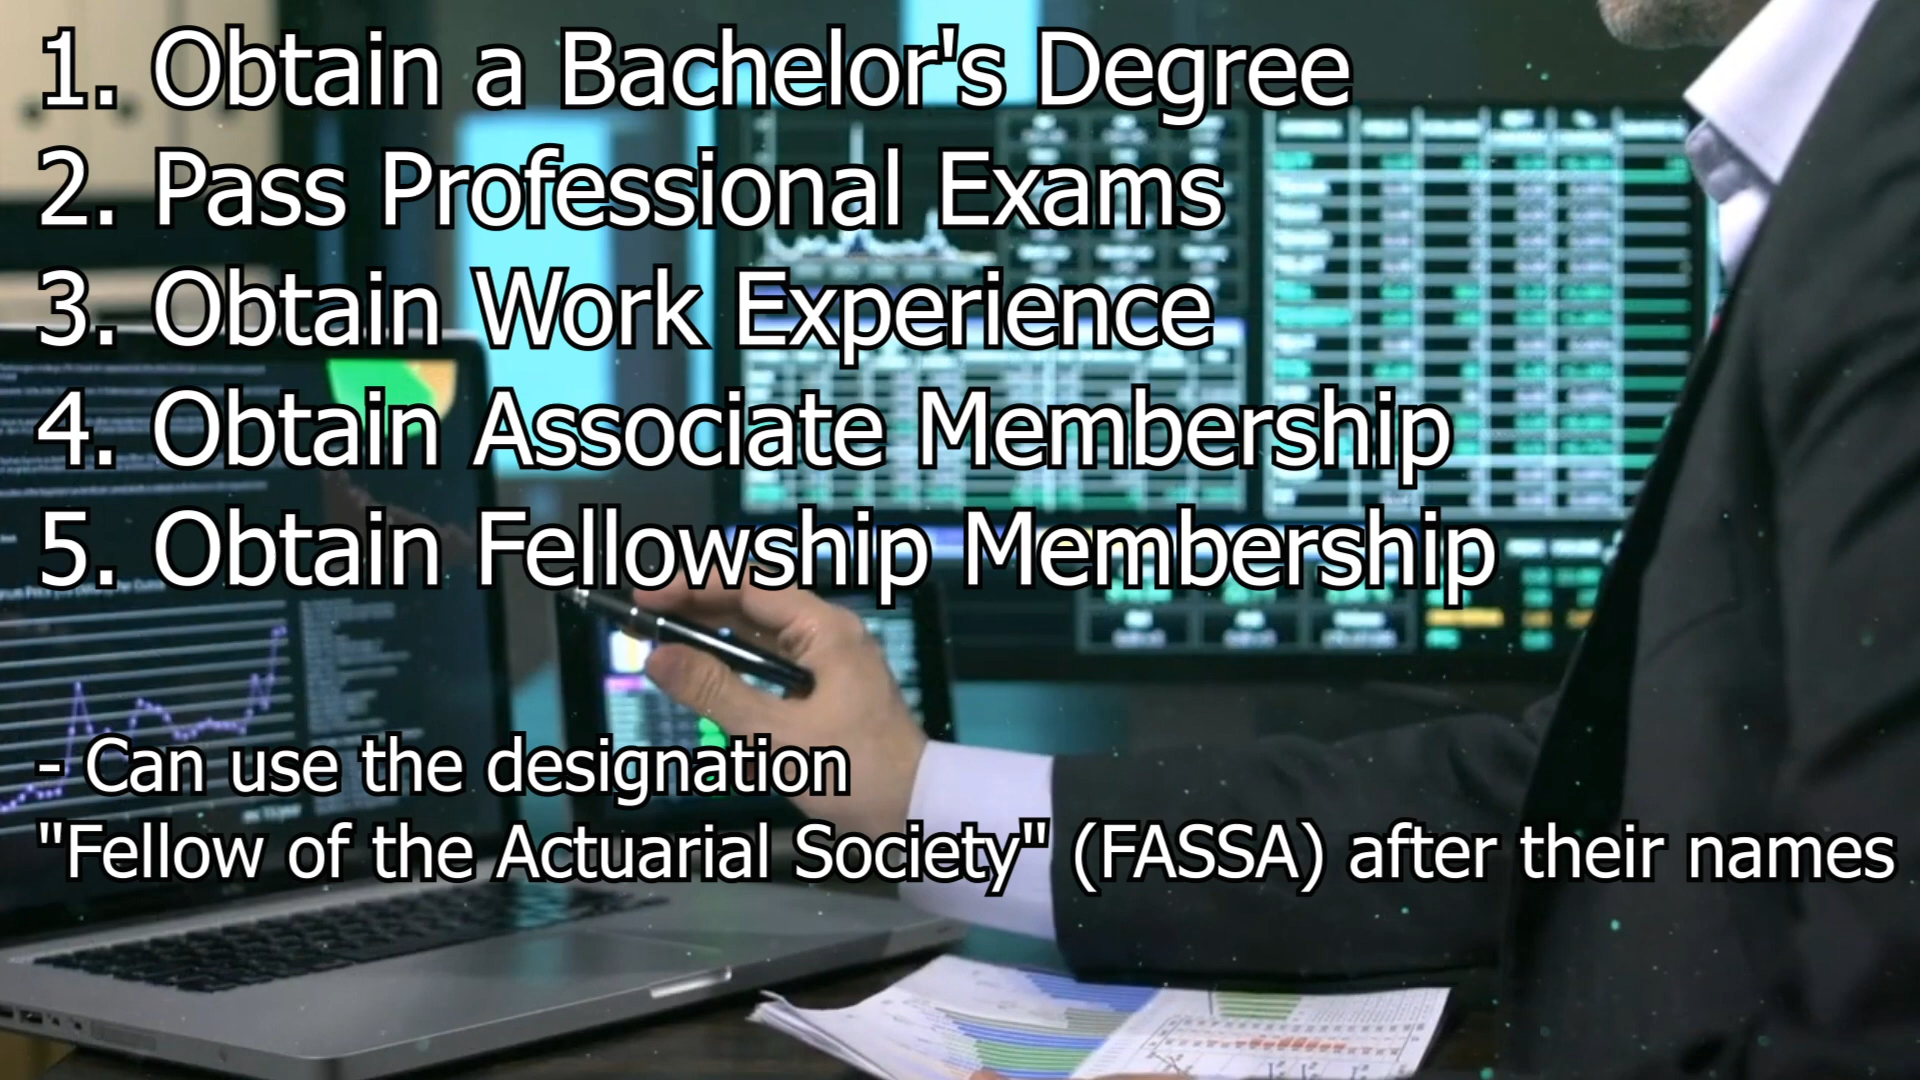 1. Obtain a Bachelor's Degree
2. Pass Professional Exams
3. Obtain Work Experience
4. Obtain Associate Membership
5. Obtain Fellowship Membership
- Can use the designation
"Fellow of the Actuarial Society" (FASSA) after their names